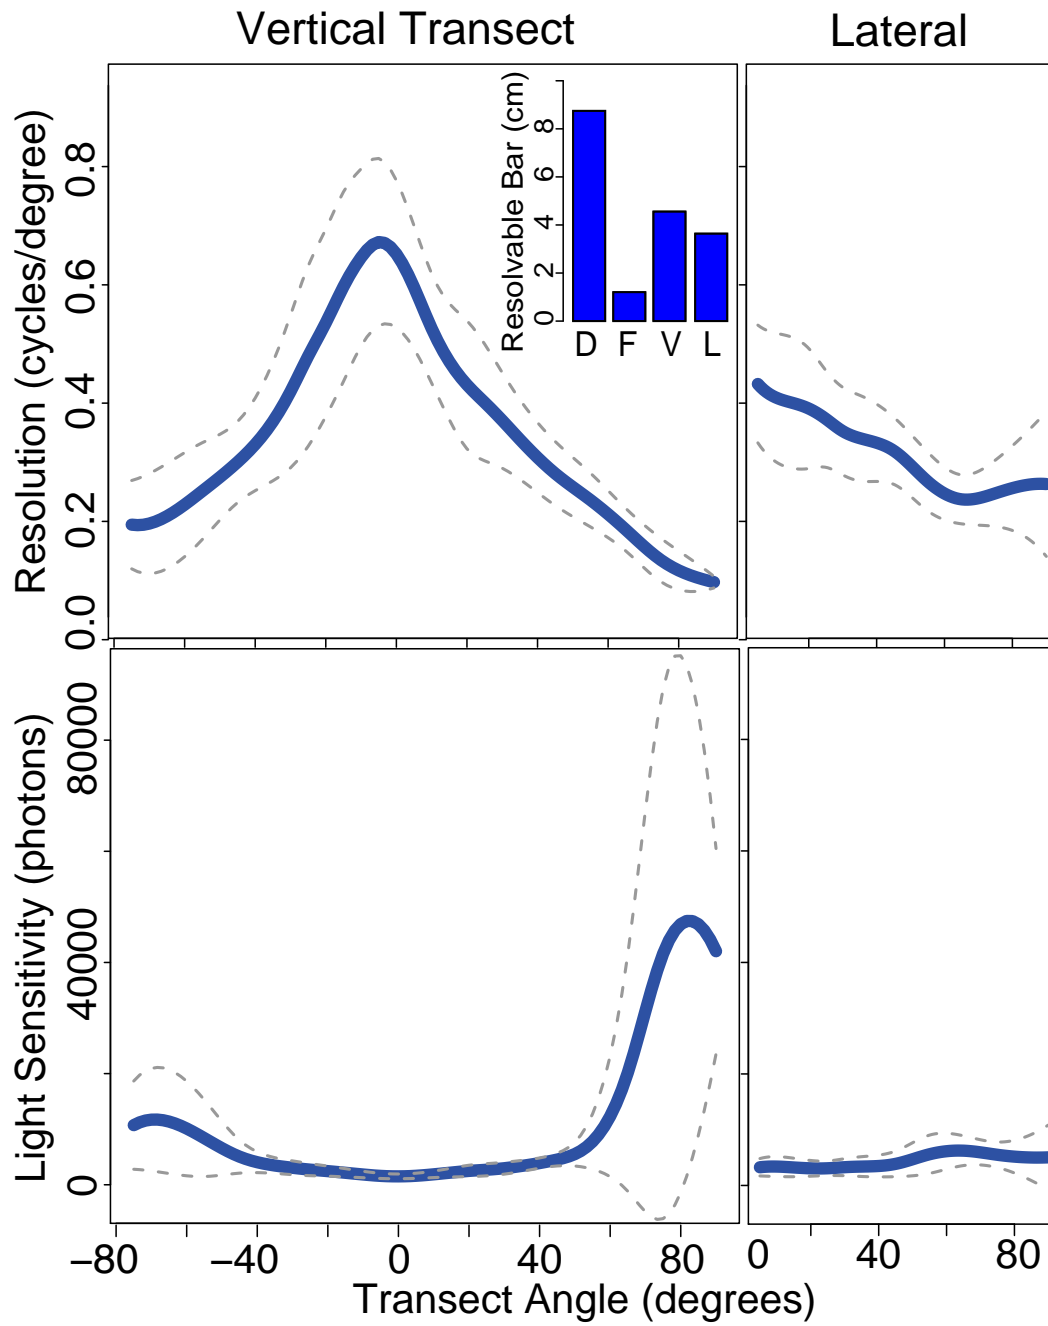 Vertical Transect
Lateral
Resolution (cycles/degree)
0.0 0.2 0.4 0.6 0.8
Resolvable Bar (cm)
0 2 4 6 8
D F V L
Light Sensitivity (photons)
0 40000 80000
−80 −40 0 40 80
0 40 80
Transect Angle (degrees)